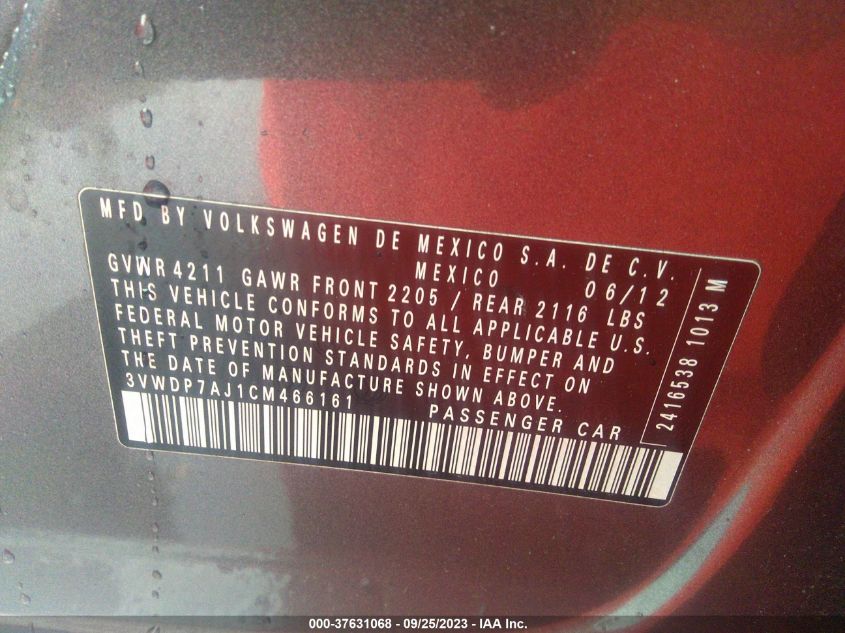 MFD BY VOLKSWAGEN DE MEXICO S.A. DE C.V.
MEXICO 06/12
GVWR 4211 GAWR FRONT 2205 / REAR 2116 LBS
THIS VEHICLE CONFORMS TO ALL APPLICABLE U.S.
FEDERAL MOTOR VEHICLE SAFETY, BUMPER AND
THEFT PREVENTION STANDARDS IN EFFECT ON
THE DATE OF MANUFACTURE SHOWN ABOVE.
3VWDP7AJ1CM466161 PASSENGER CAR
2416538 1013 M
000-37631068 - 09/25/2023 - IAA Inc.